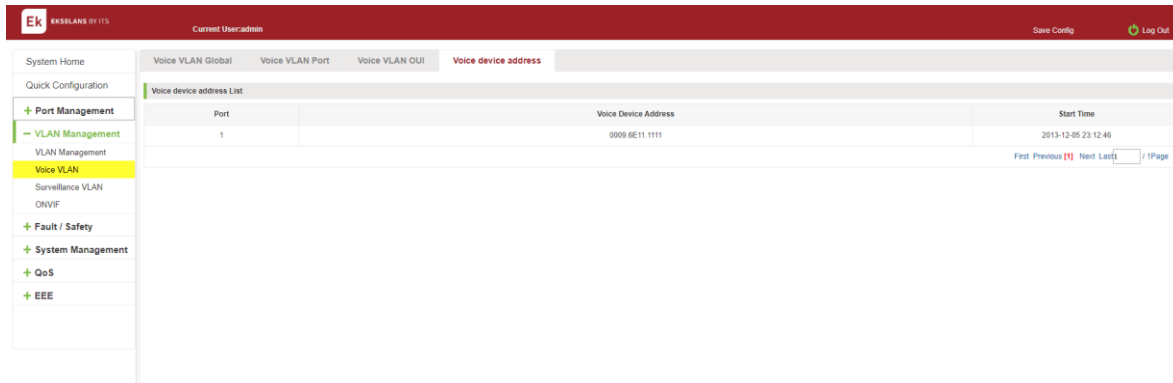 Ek EKSELANS BY ITS
Current User:admin
Save Config
Log Out
System Home
Quick Configuration
+ Port Management
− VLAN Management
VLAN Management
Voice VLAN
Surveillance VLAN
ONVIF
+ Fault / Safety
+ System Management
+ QoS
+ EEE
Voice VLAN Global Voice VLAN Port Voice VLAN OUI Voice device address
Voice device address List
Port Voice Device Address Start Time
1 0009.6E11.1111 2013-12-05 23:12:46
First Previous [1] Next Last 1 / 1Page